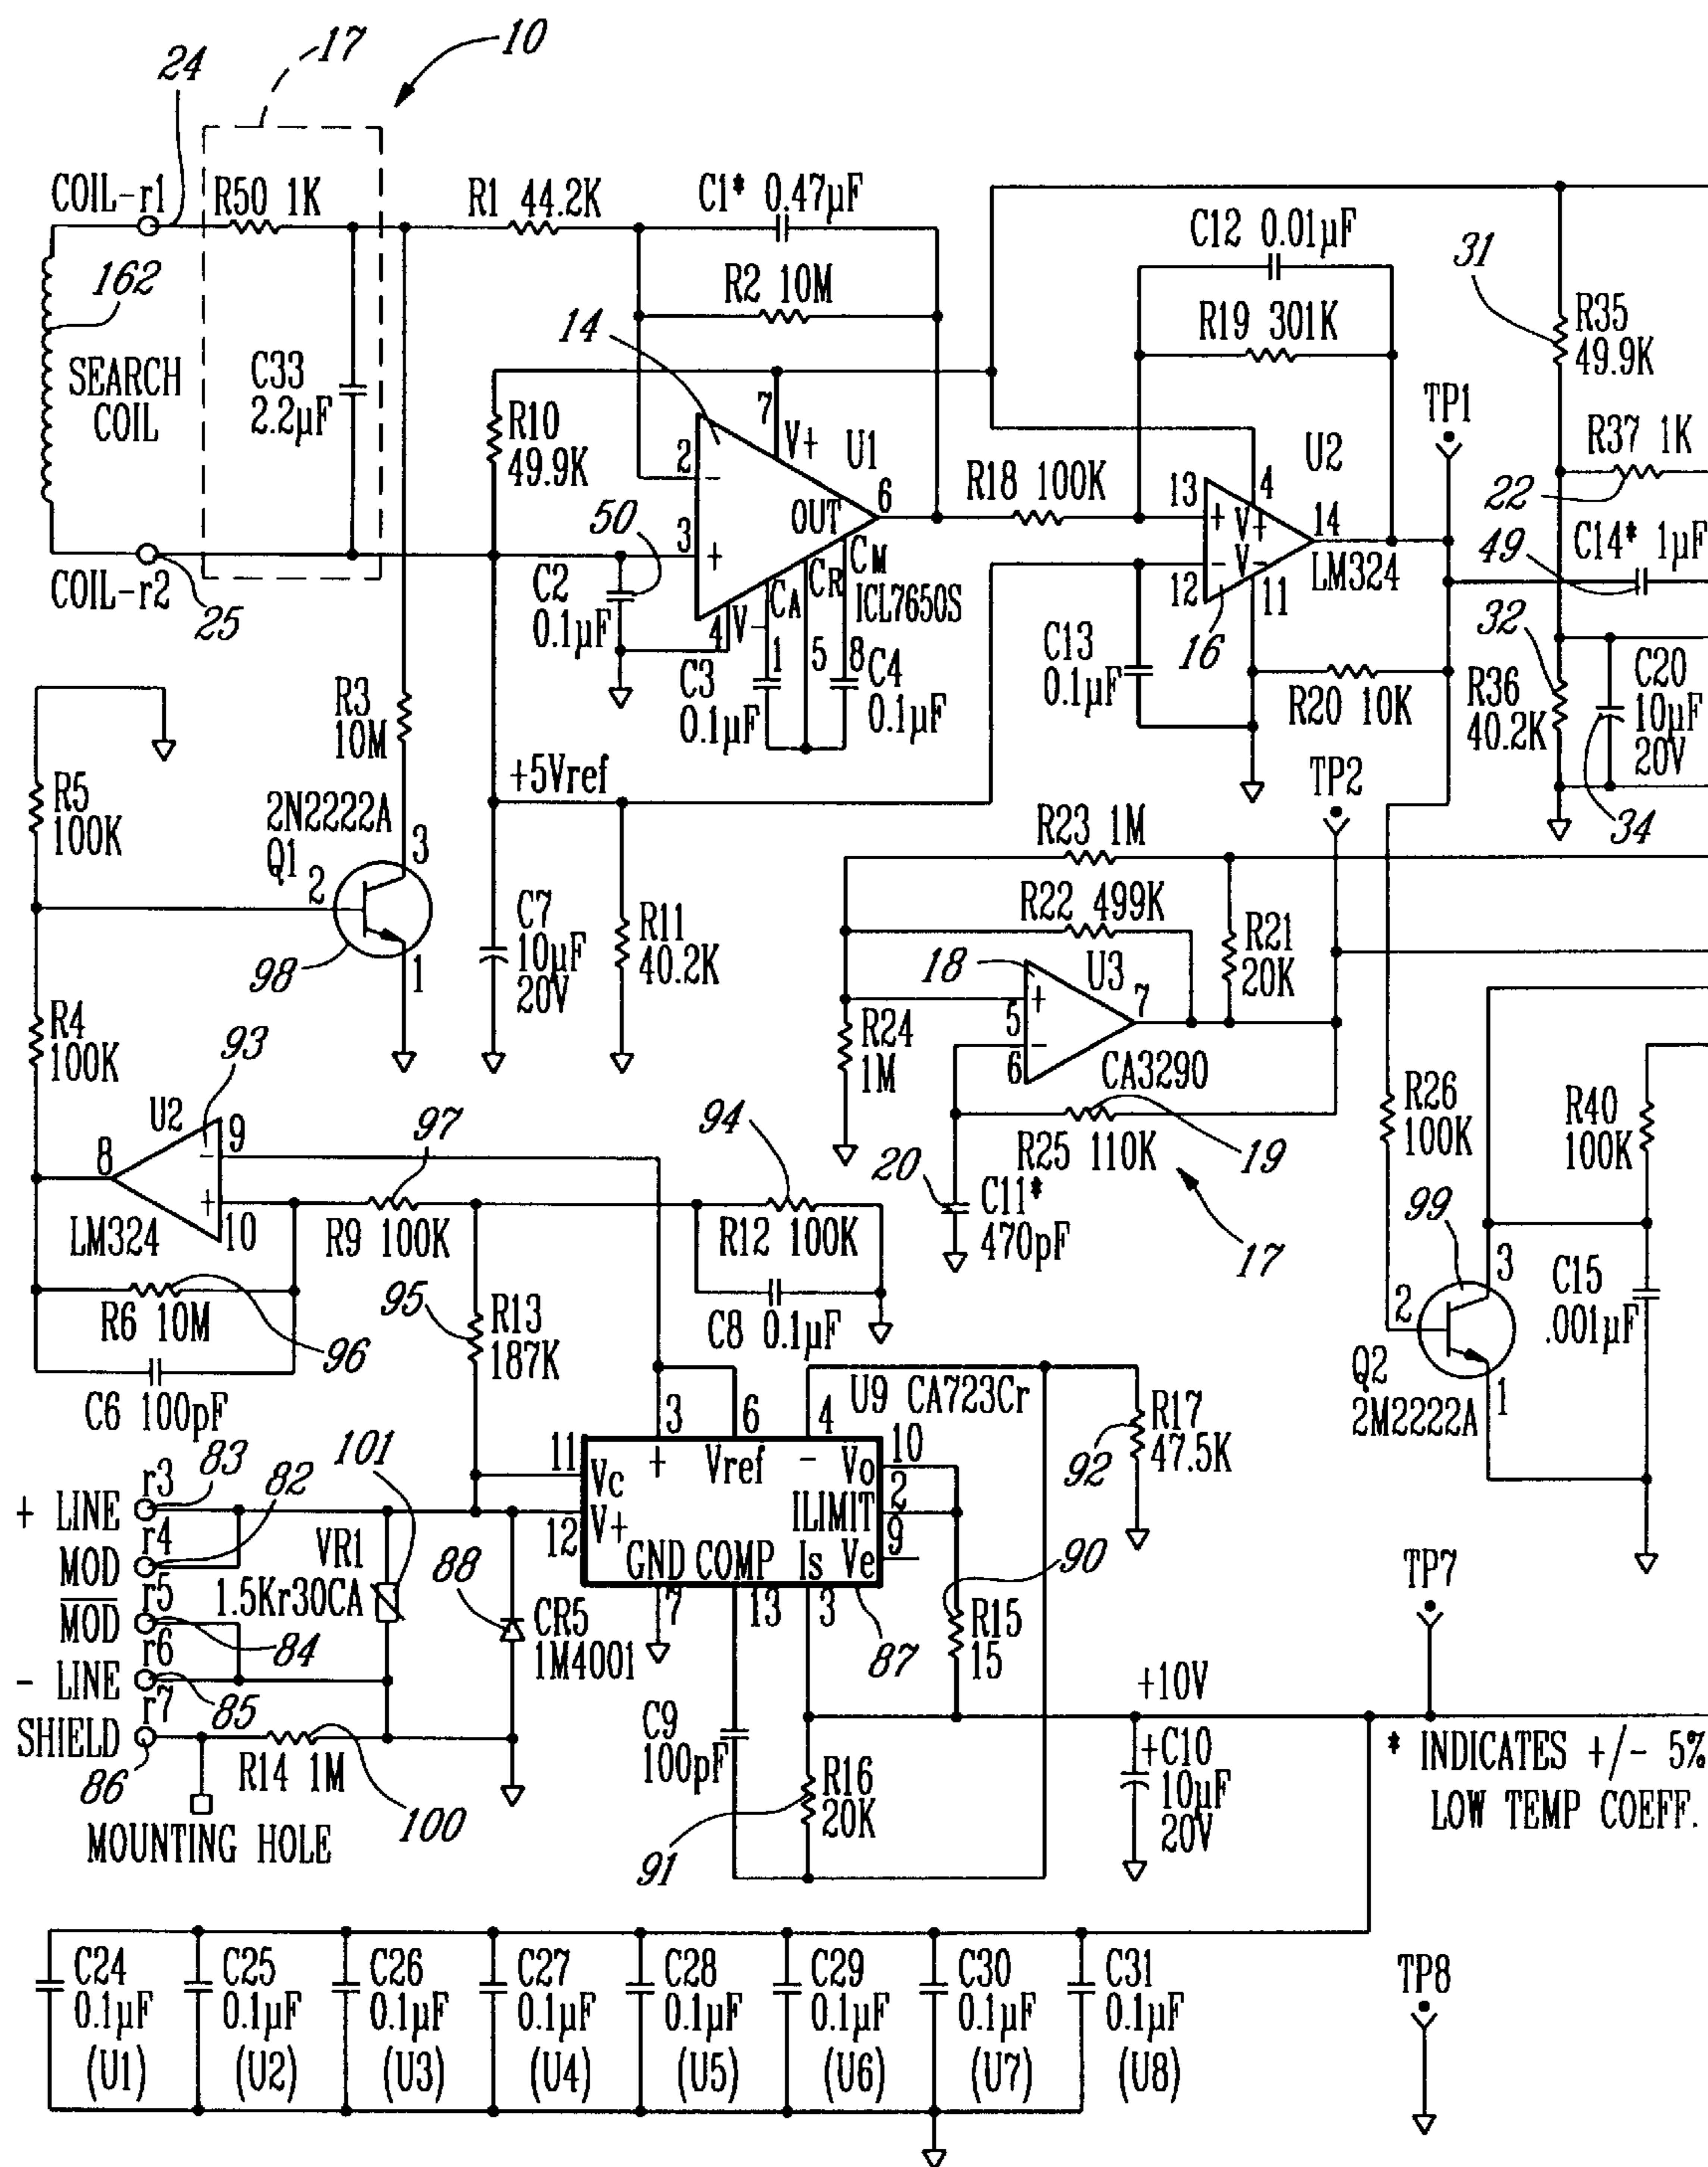 17
10
24
COIL-r1
R50 1K
R1 44.2K
C1* 0.47µF
C12 0.01µF
31
162
R2 10M
R19 301K
R35
49.9K
14
SEARCH
COIL
C33
2.2µF
R10
49.9K
7
V+
U1
TP1
R37 1K
2
-
6
R18 100K
13
4
U2
22
50
OUT
+
V+
14
3
+
CM
-
V-
C14* 1µF
COIL-r2
C2
0.1µF
CA
CR
ICL7650S
12
11
LM324
49
25
4
V-
1
5
8
C13
0.1µF
16
32
R3
10M
C3
0.1µF
C4
0.1µF
R20 10K
R36
40.2K
C20
10µF
20V
+5Vref
TP2
R5
100K
2N2222A
Q1
3
R23 1M
34
2
C7
10µF
20V
R11
40.2K
R22 499K
R21
20K
98
1
18
U3
+
7
5
-
6
R4
100K
93
R24
1M
CA3290
U2
9
97
94
R26
100K
R40
100K
8
-
R25 110K
19
20
+
C11*
470pF
99
LM324
10
R9 100K
R12 100K
17
3
95
R13
187K
C15
.001µF
R6 10M
96
C8 0.1µF
2
Q2
2M2222A
1
C6 100pF
3
6
4
U9 CA723Cr
10
R17
47.5K
101
11
Vc
+
Vref
-
Vo
92
r3
83
82
2
+ LINE
12
V+
ILIMIT
r4
MOD
VR1
1.5Kr30CA
88
9
GND
COMP
Is
Ve
90
TP7
r5
MOD
84
7
13
3
R15
15
r6
- LINE
85
CR5
1M4001
87
r7
SHIELD
86
+10V
R14 1M
100
C9
100pF
+C10
10µF
20V
* INDICATES +/- 5%
LOW TEMP COEFF.
R16
20K
MOUNTING HOLE
91
C24
0.1µF
(U1)
C25
0.1µF
(U2)
C26
0.1µF
(U3)
C27
0.1µF
(U4)
C28
0.1µF
(U5)
C29
0.1µF
(U6)
C30
0.1µF
(U7)
C31
0.1µF
(U8)
TP8